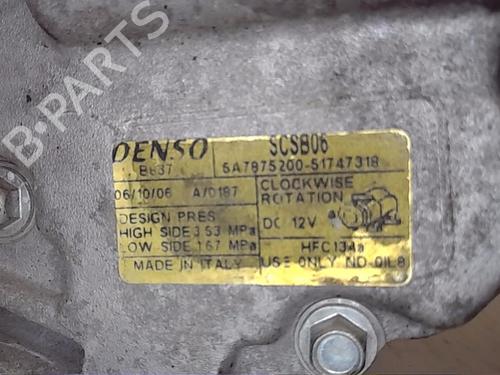 DENSO SCSB06
B637 5A7875200-51747318
06/10/06 A/0187 CLOCKWISE
ROTATION
DESIGN PRES
HIGH SIDE 3.53 MPa DC 12V
LOW SIDE 1.67 MPa HFC134a
MADE IN ITALY USE ONLY ND-OIL8
B-PARTS